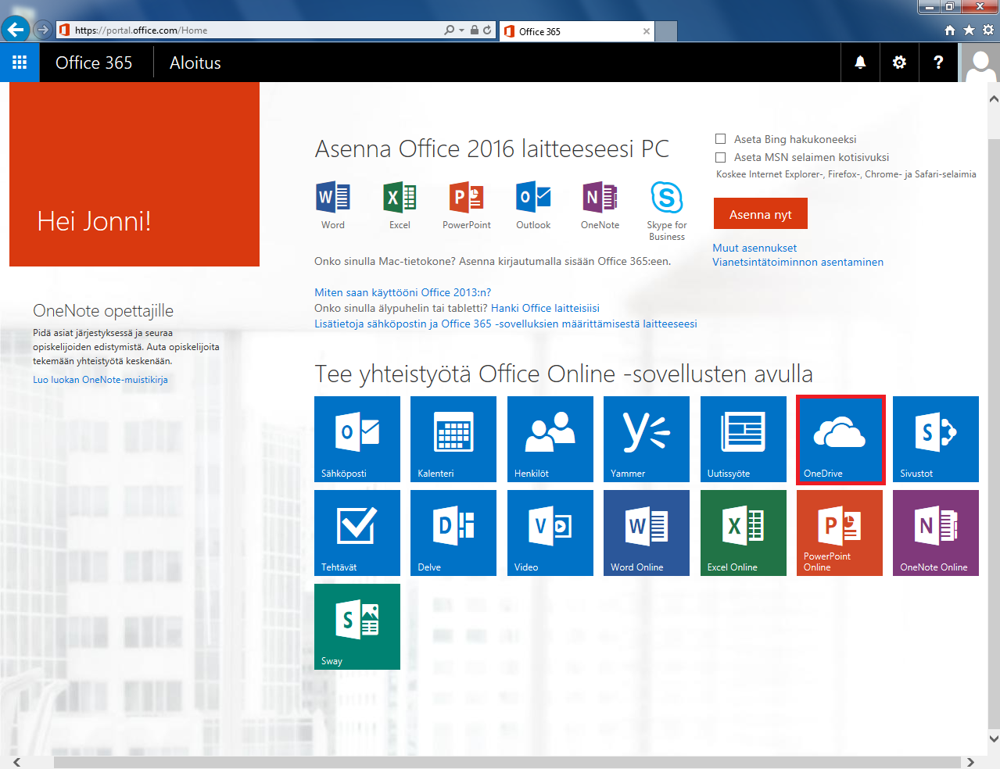 https://portal.office.com/Home
Office 365
Office 365
Aloitus
?
Hei Jonni!
OneNote opettajille
Pidä asiat järjestyksessä ja seuraa
opiskelijoiden edistymistä. Auta opiskelijoita
tekemään yhteistyötä keskenään.
Luo luokan OneNote-muistikirja
Asenna Office 2016 laitteeseesi PC
Word
Excel
PowerPoint
Outlook
OneNote
Skype for
Business
Onko sinulla Mac-tietokone? Asenna kirjautumalla sisään Office 365:een.
Miten saan käyttööni Office 2013:n?
Onko sinulla älypuhelin tai tabletti? Hanki Office laitteisiisi
Lisätietoja sähköpostin ja Office 365 -sovelluksien määrittämisestä laitteeseesi
Aseta Bing hakukoneeksi
Aseta MSN selaimen kotisivuksi
Koskee Internet Explorer-, Firefox-, Chrome- ja Safari-selaimia
Asenna nyt
Muut asennukset
Vianetsintätoiminnon asentaminen
Tee yhteistyötä Office Online -sovellusten avulla
Sähköposti
Kalenteri
Henkilöt
Yammer
Uutissyöte
OneDrive
Sivustot
Tehtävät
Delve
Video
Word Online
Excel Online
PowerPoint
Online
OneNote Online
Sway